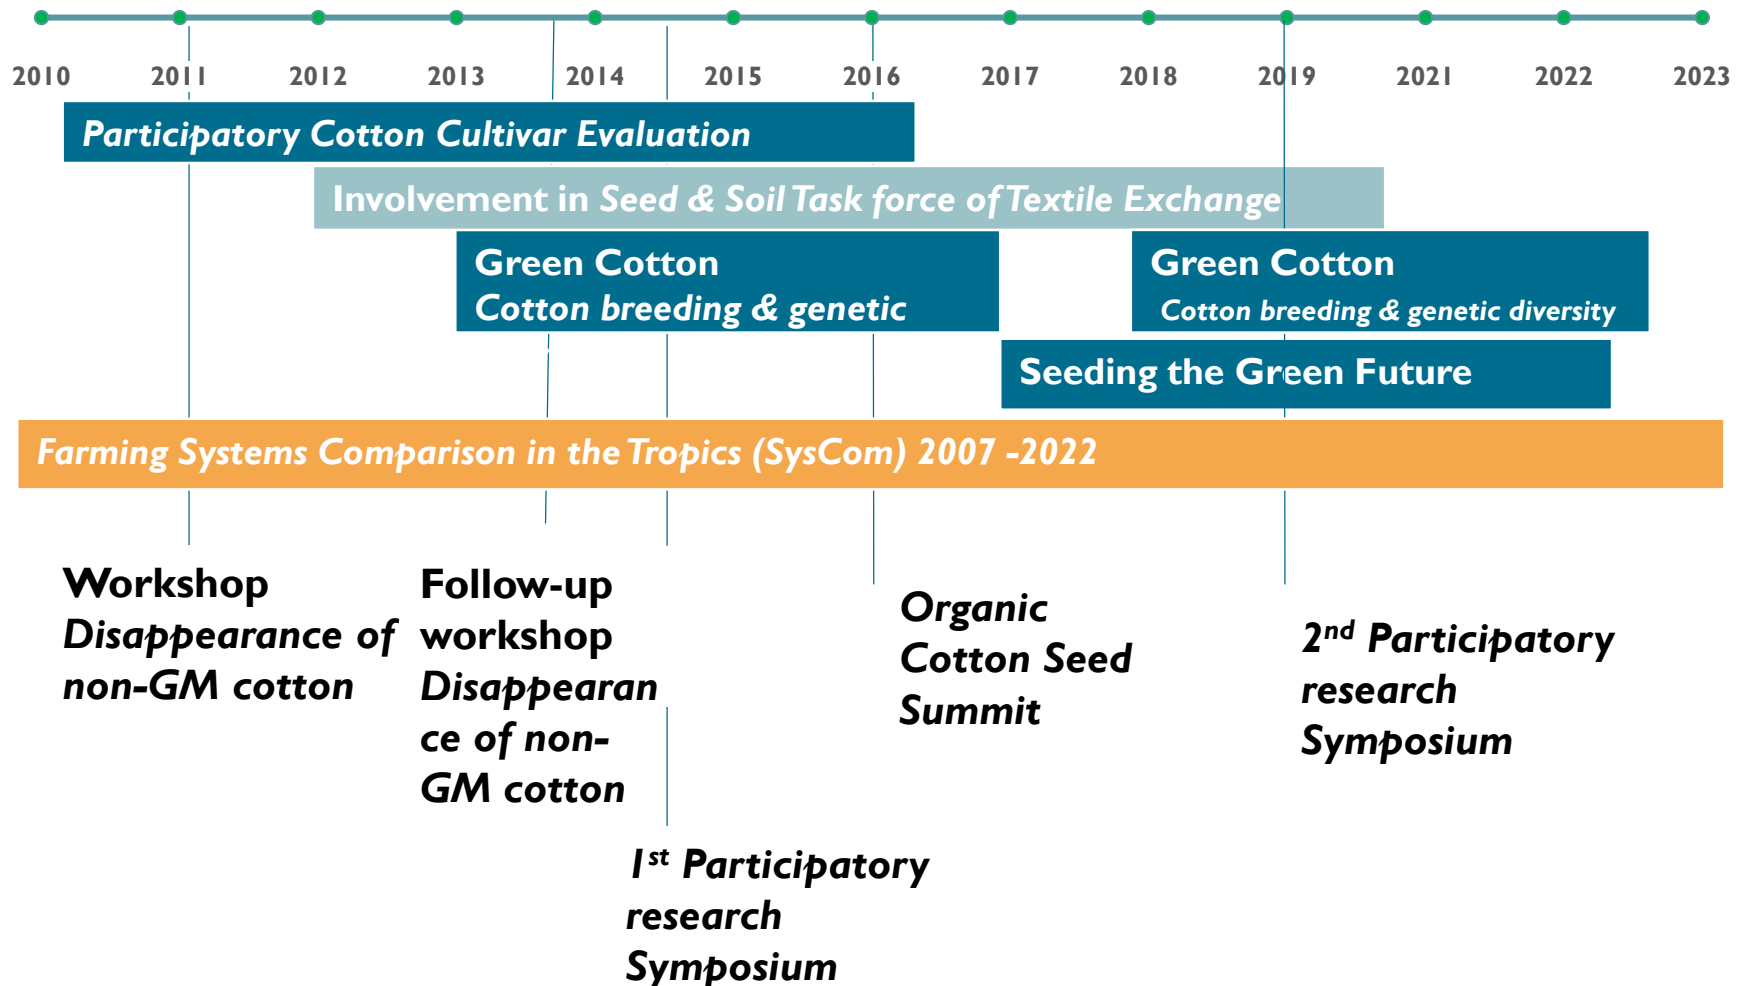 2010 2011 2012 2013 2014 2015 2016 2017 2018 2019 2021 2022 2023
Participatory Cotton Cultivar Evaluation
Involvement in Seed & Soil Task force of Textile Exchange
Green Cotton
Cotton breeding & genetic
Green Cotton
Cotton breeding & genetic diversity
Seeding the Green Future
Farming Systems Comparison in the Tropics (SysCom) 2007 -2022
Workshop
Disappearance of
non-GM cotton
Follow-up
workshop
Disappearan
ce of non-
GM cotton
1st Participatory
research
Symposium
Organic
Cotton Seed
Summit
2nd Participatory
research
Symposium